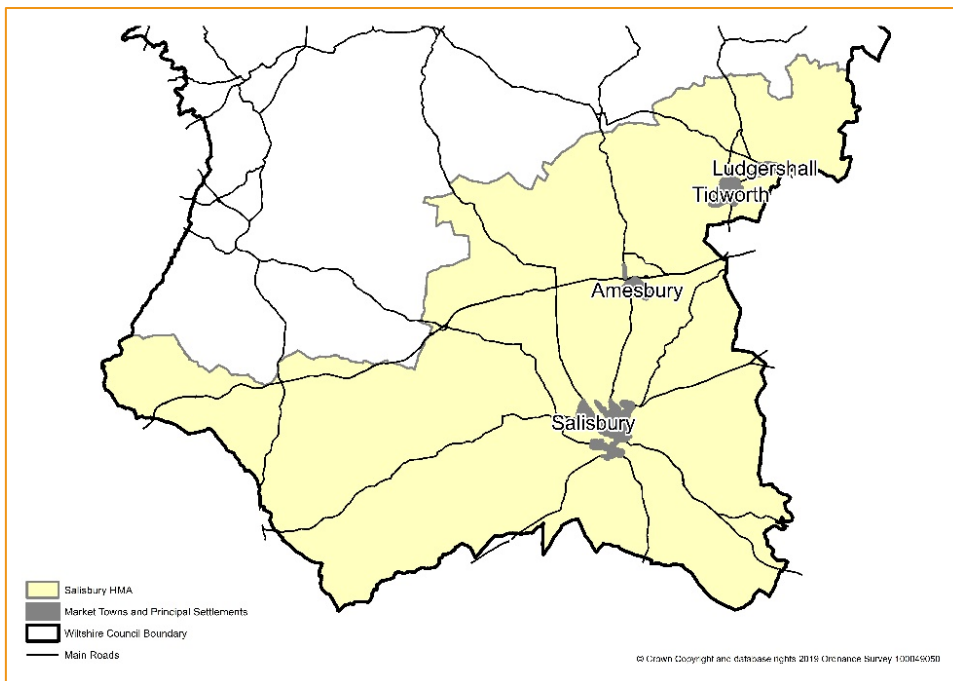 Ludgershall
Tidworth
Amesbury
Salisbury
Salisbury HMA
Market Towns and Principal Settlements
Wiltshire Council Boundary
Main Roads
© Crown Copyright and database rights 2019 Ordnance Survey 100049050